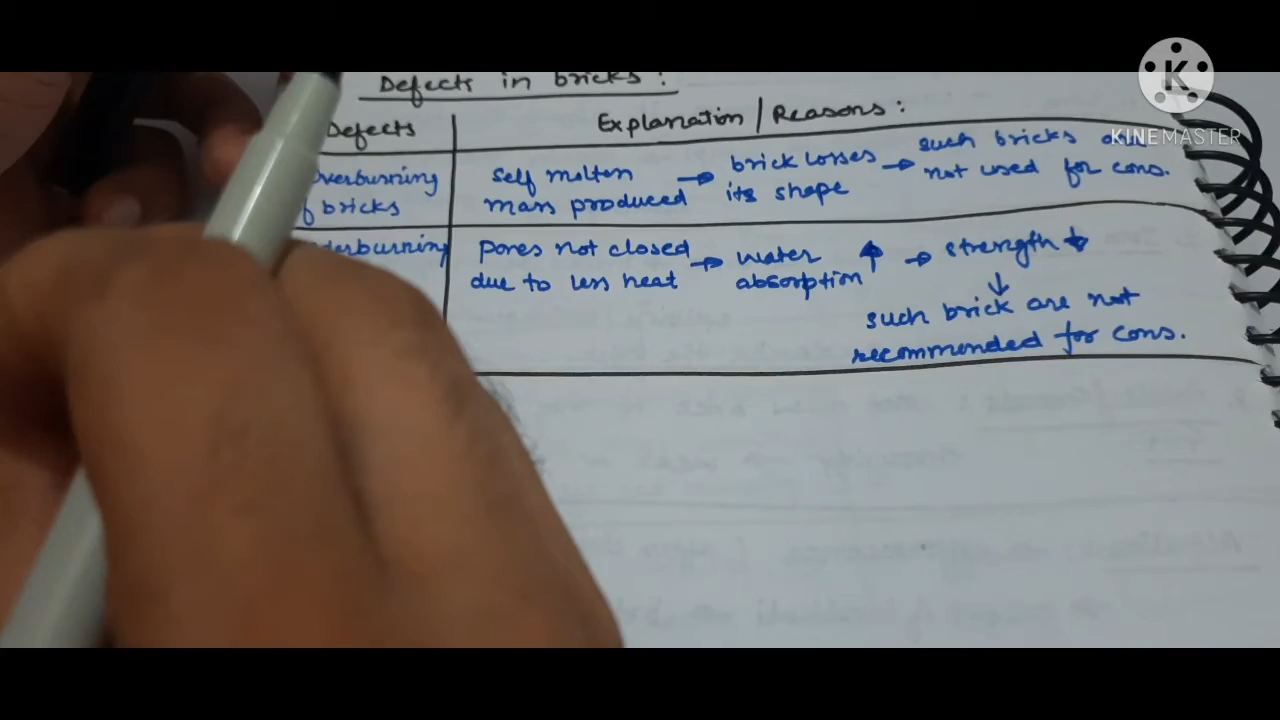 Defects in bricks :
Defects
Explanation / Reasons :
Overburning
of bricks
self molten
mass produced
→ brick losses
its shape
→ such bricks are
not used for cons.
Pores not closed
due to less heat
→ water
absorption ↑
→ strength ↓
↓
such brick are not
recommended for cons.
K
KINEMASTER